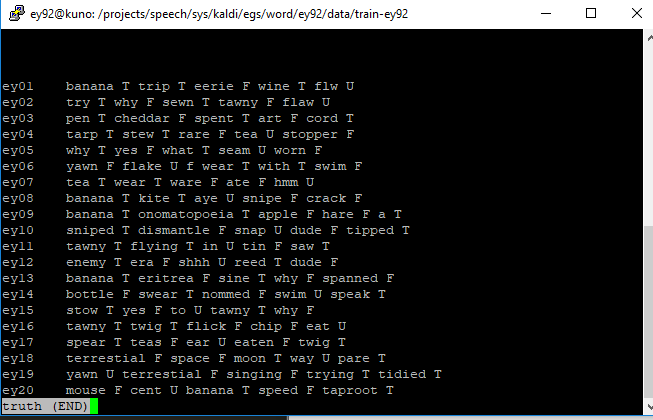 ey92@kuno: /projects/speech/sys/kaldi/egs/word/ey92/data/train-ey92
ey01 banana T trip T eerie F wine T flw U
ey02 try T why F sewn T tawny F flaw U
ey03 pen T cheddar F spent T art F cord T
ey04 tarp T stew T rare F tea U stopper F
ey05 why T yes F what T seam U worn F
ey06 yawn F flake U f wear T with T swim F
ey07 tea T wear T ware F ate F hmm U
ey08 banana T kite T aye U snipe F crack F
ey09 banana T onomatopoeia T apple F hare F a T
ey10 sniped T dismantle F snap U dude F tipped T
ey11 tawny T flying T in U tin F saw T
ey12 enemy T era F shhh U reed T dude F
ey13 banana T eritrea F sine T why F spanned F
ey14 bottle F swear T nommed F swim U speak T
ey15 stow T yes F to U tawny T why F
ey16 tawny T twig T flick F chip F eat U
ey17 spear T teas F ear U eaten F twig T
ey18 terrestial F space F moon T way U pare T
ey19 yawn U terrestial F singing F trying T tidied T
ey20 mouse F cent U banana T speed F taproot T
truth (END)